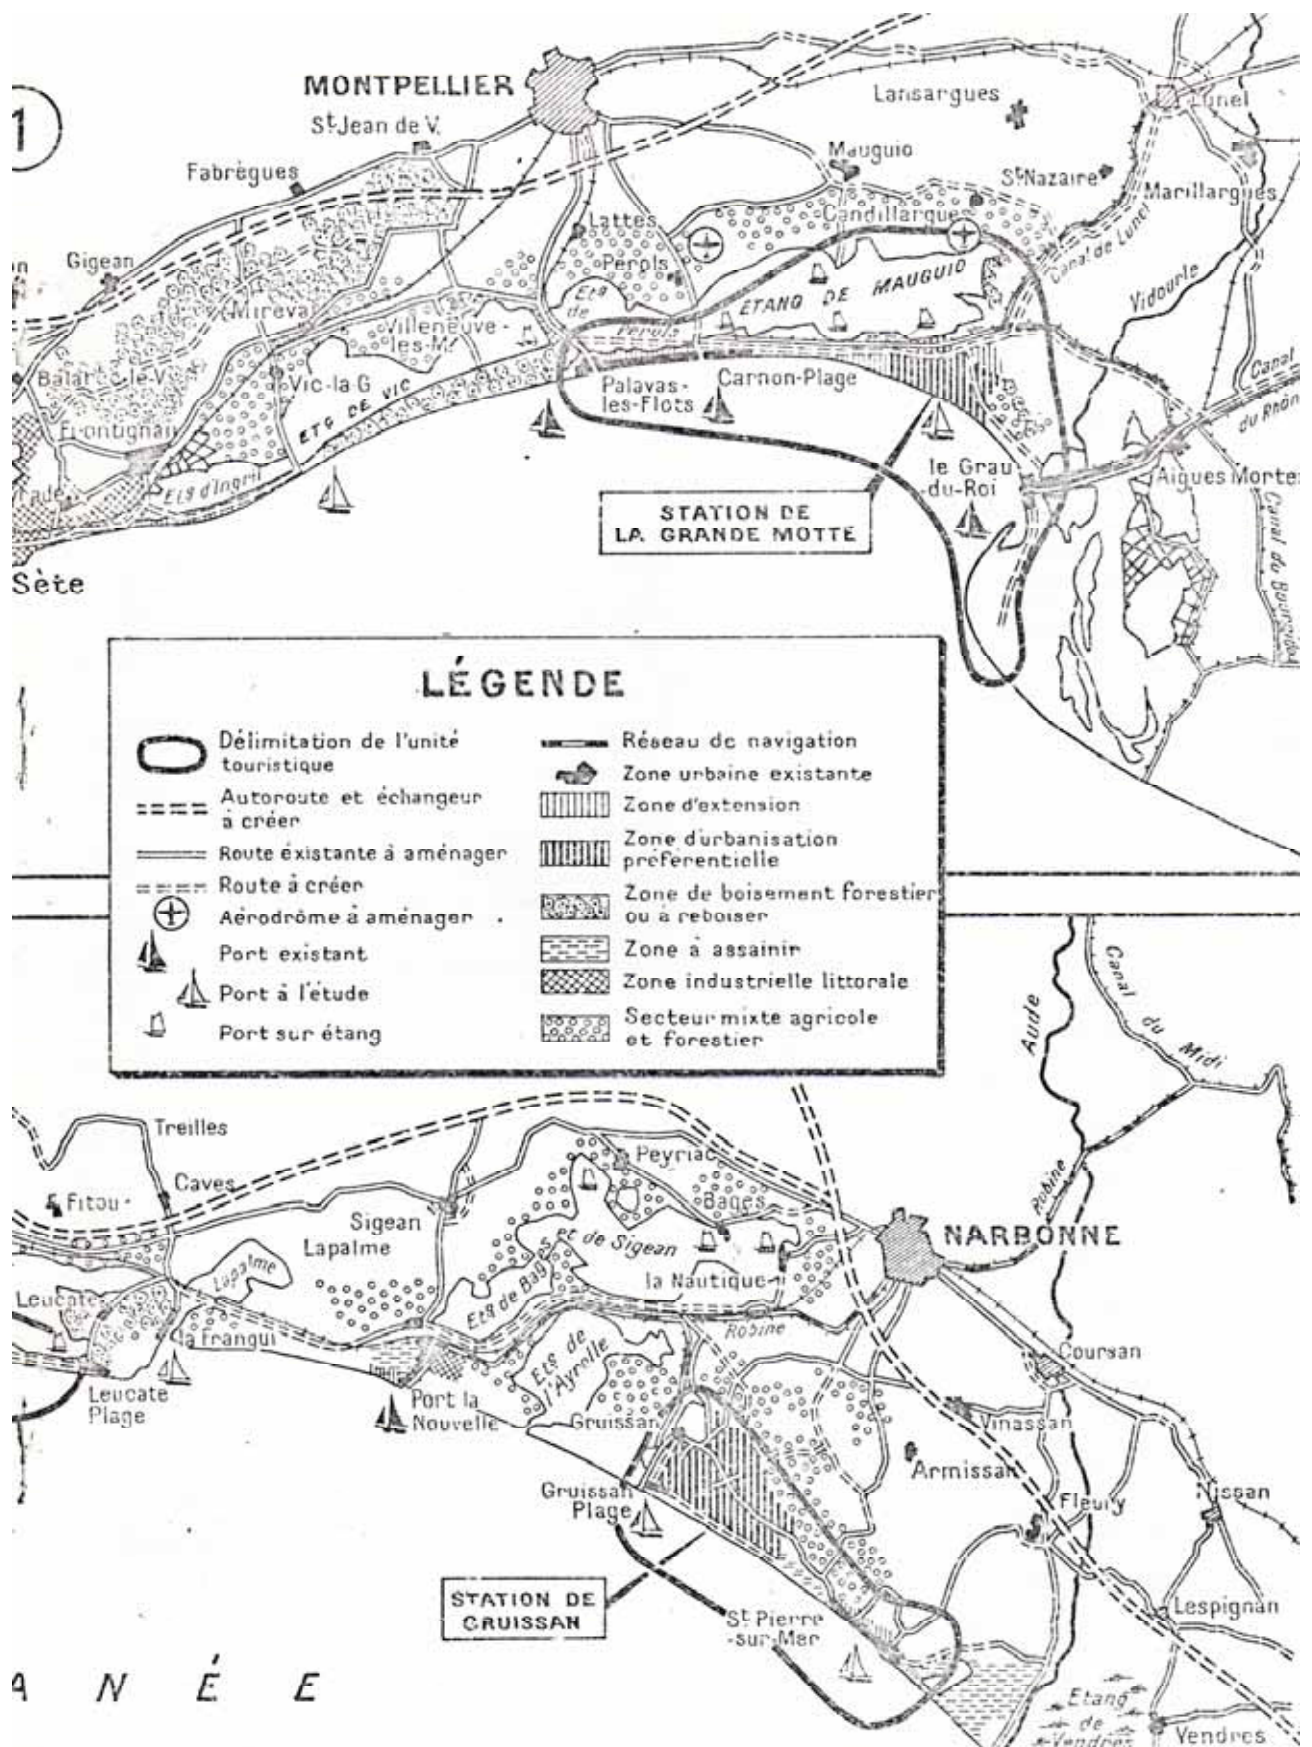 1
MONTPELLIER
St Jean de V.
Fabrègues
Gigean
Mireval
Villeneuve-
les-M.
Vic-la-G
ETG DE VIC
Balar le-V
Frontignan
Etg d'Ingril
Sète
Lansargues
Lunel
Mauguio
St Nazaire
Marillargues
Candillargues
Lattes
Pérols
Canal de Lunel
Vidourle
Etg
de
Pérols
ÉTANG DE MAUGUIO
Palavas-
les-Flots
Carnon-Plage
Canal
du Rhône
le Grau
du-Roi
Aigues Mortes
STATION DE
LA GRANDE MOTTE
LÉGENDE
Délimitation de l'unité
touristique
Autoroute et échangeur
à créer
Route existante à aménager
Route à créer
Aérodrôme à aménager
Port existant
Port à l'étude
Port sur étang
Réseau de navigation
Zone urbaine existante
Zone d'extension
Zone d'urbanisation
préférentielle
Zone de boisement forestier
ou à reboiser
Zone à assainir
Zone industrielle littorale
Secteur mixte agricole
et forestier
Aude
Canal du Midi
Robine
Treilles
Caves
Fitou
Sigean
Lapalme
Lapalme
Leucate
la Franqui
Leucate
Plage
Peyriac
Bages
Etg de Bages et de Sigean
la Nautique
NARBONNE
Robine
Etg de
l'Ayrolle
Port la
Nouvelle
Gruissan
Gruissan
Plage
Coursan
Vinassan
Armissan
Fleury
Nissan
Lespignan
STATION DE
GRUISSAN
St Pierre
-sur-Mer
Etang
de
Vendres
Vendres
A N É E